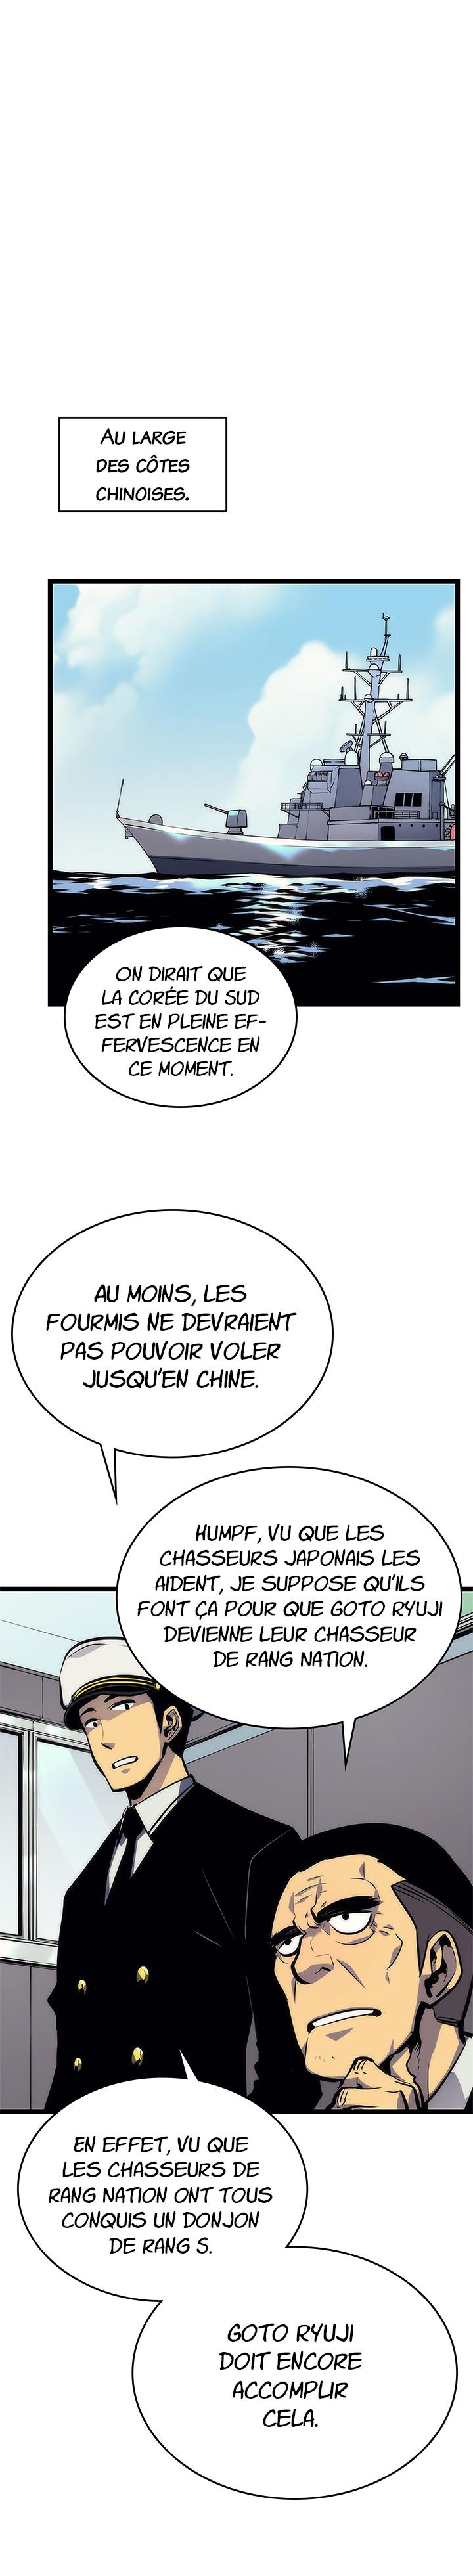 AU LARGE
DES CÔTES
CHINOISES.
ON DIRAIT QUE
LA CORÉE DU SUD
EST EN PLEINE EF-
FERVESCENCE EN
CE MOMENT.
AU MOINS, LES
FOURMIS NE DEVRAIENT
PAS POUVOIR VOLER
JUSQU'EN CHINE.
HUMPF, VU QUE LES
CHASSEURS JAPONAIS LES
AIDENT, JE SUPPOSE QU'ILS
FONT ÇA POUR QUE GOTO RYUJI
DEVIENNE LEUR CHASSEUR
DE RANG NATION.
EN EFFET, VU QUE
LES CHASSEURS DE
RANG NATION ONT TOUS
CONQUIS UN DONJON
DE RANG S.
GOTO RYUJI
DOIT ENCORE
ACCOMPLIR
CELA.